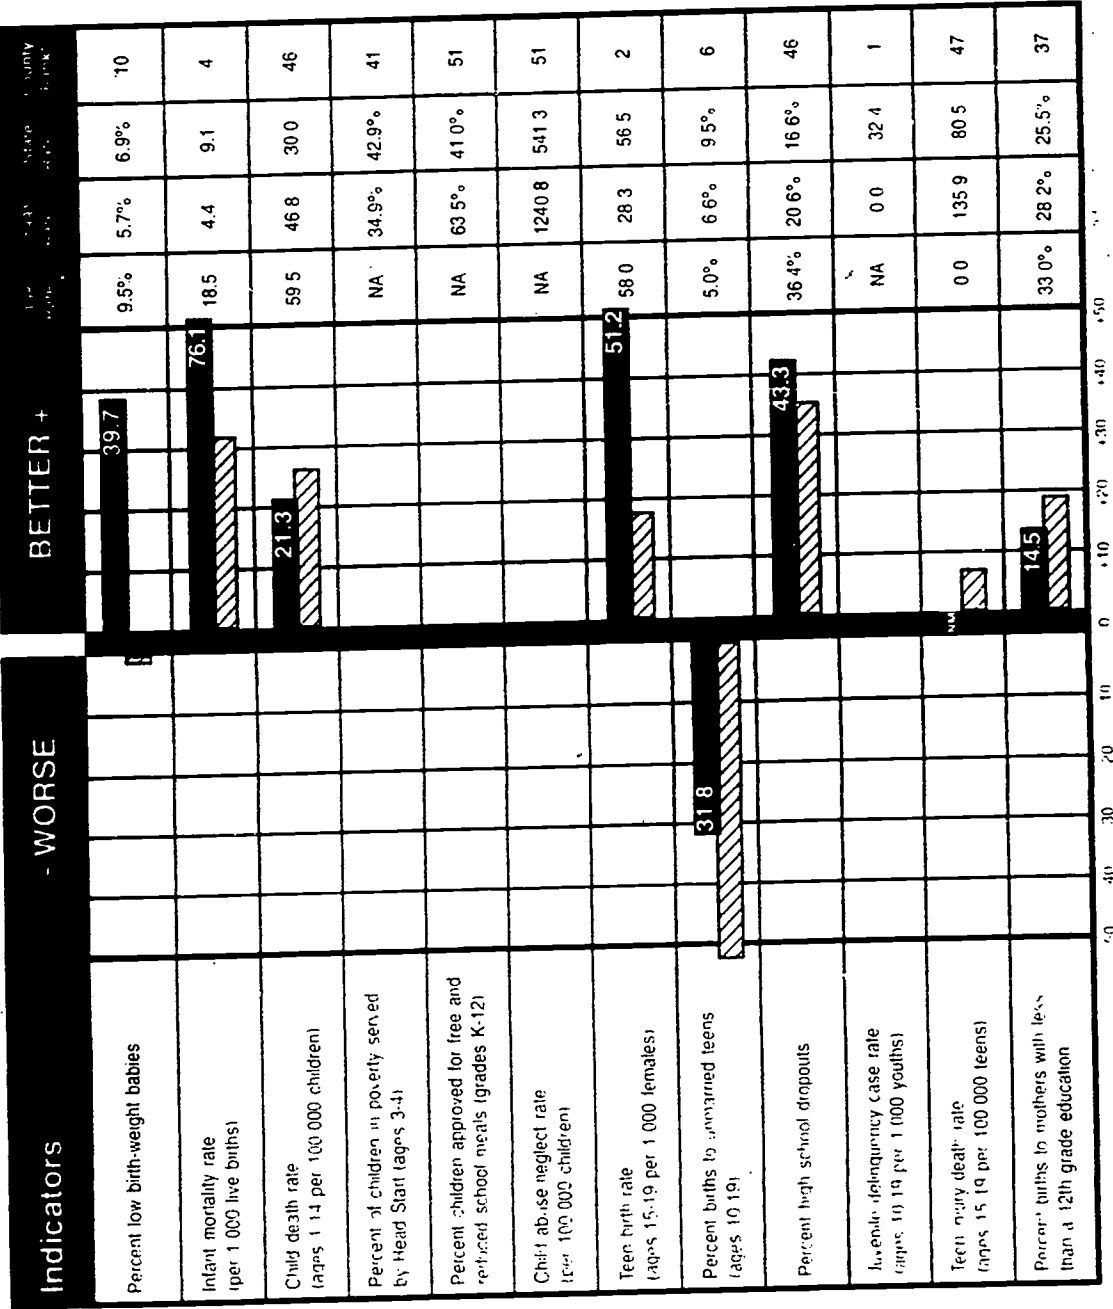 Indicators
- WORSE
BETTER +
Percent low birth-weight babies
39.7
9.5%
5.7%
6.9%
10
Infant mortality rate
(per 1 000 live births)
76.1
18.5
4.4
9.1
4
Child death rate
(ages 1 14 per 100 000 children)
21.3
59 5
46 8
30 0
46
Percent of children in poverty served
by Head Start (ages 3-4)
NA
34.9%
42.9%
41
Percent children approved for free and
reduced school meals (grades K-12)
NA
63 5%
41 0%
51
Child abuse neglect rate
(per 100 000 children)
NA
1240 8
541 3
51
Teen birth rate
(ages 15-19 per 1 000 females)
51.2
58 0
28 3
56 5
2
Percent births to unmarried teens
(ages 10 19)
31 8
5.0%
6 6%
9 5%
6
Percent high school dropouts
43.3
36 4%
20 6%
16 6%
46
Juvenile delinquency case rate
(ages 10 19 per 1 000 youths)
NA
0 0
32 4
1
Teen injury death rate
(ages 15 19 per 100 000 teens)
NM
0 0
135 9
80 5
47
Percent births to mothers with less
than a 12th grade education
14.5
33 0%
28 2%
25.5%
37
50
40
30
20
10
0
+10
+20
+30
+40
+50